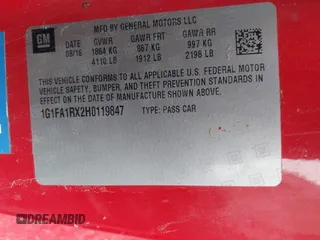 MFD BY GENERAL MOTORS LLC
GM DATE GVWR GAWR FRT GAWR RR
08/16 1864 KG 867 KG 997 KG
4110 LB 1912 LB 2198 LB
THIS VEHICLE CONFORMS TO ALL APPLICABLE U.S. FEDERAL MOTOR
VEHICLE SAFETY, BUMPER, AND THEFT PREVENTION STANDARDS
IN EFFECT ON THE DATE OF MANUFACTURE SHOWN ABOVE.
1G1FA1RX2H0119847 TYPE: PASS CAR
DREAMBID